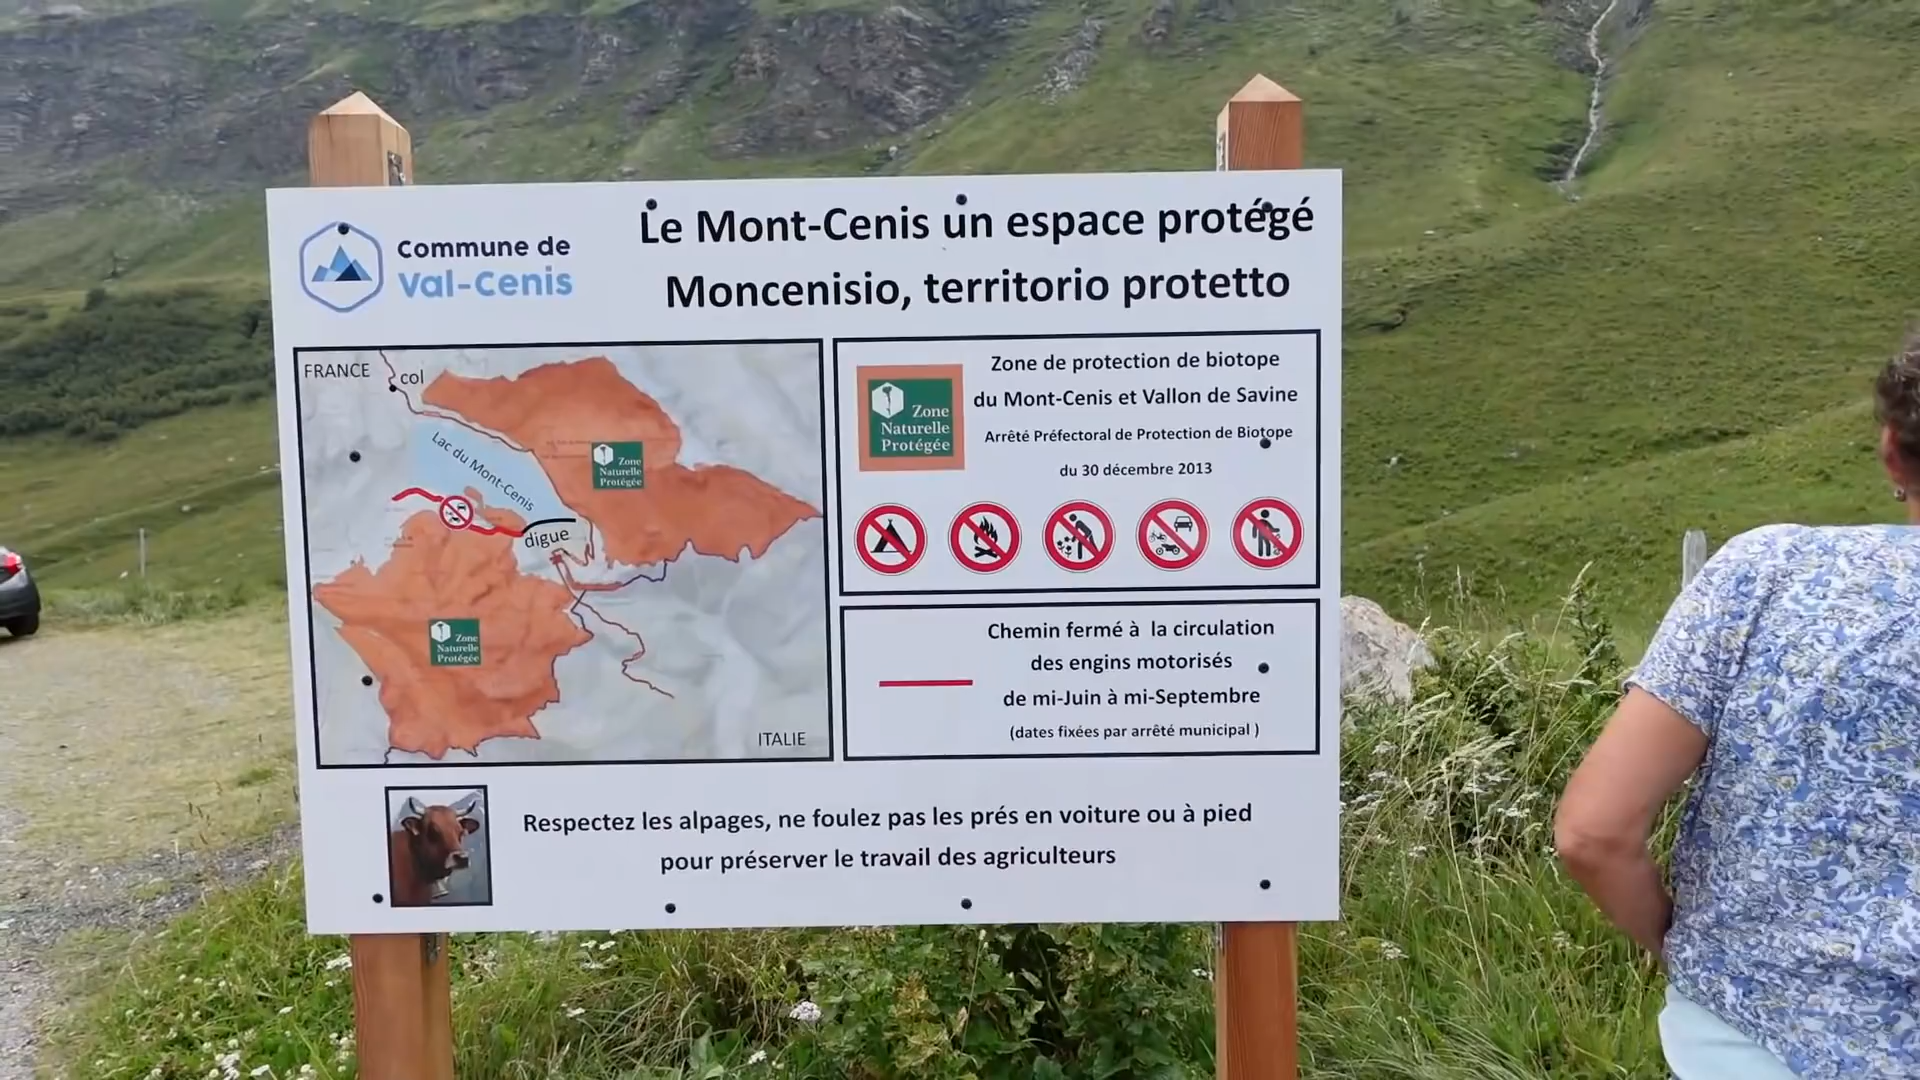 Commune de
Val-Cenis
Le Mont-Cenis un espace protégé
Moncenisio, territorio protetto
FRANCE
col
Lac du Mont-Cenis
digue
Zone
Naturelle
Protégée
Zone
Naturelle
Protégée
ITALIE
Zone
Naturelle
Protégée
Zone de protection de biotope
du Mont-Cenis et Vallon de Savine
Arrêté Préfectoral de Protection de Biotope
du 30 décembre 2013
Chemin fermé à la circulation
des engins motorisés
de mi-Juin à mi-Septembre
(dates fixées par arrêté municipal )
Respectez les alpages, ne foulez pas les prés en voiture ou à pied
pour préserver le travail des agriculteurs